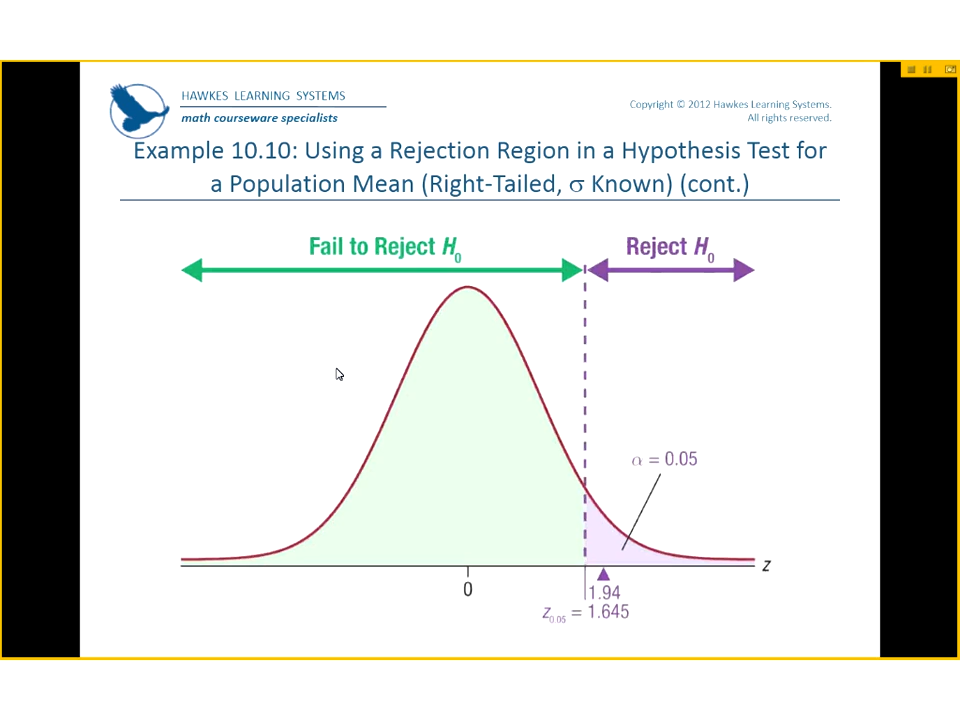 HAWKES LEARNING SYSTEMS
math courseware specialists
Copyright © 2012 Hawkes Learning Systems.
All rights reserved.
Example 10.10: Using a Rejection Region in a Hypothesis Test for
a Population Mean (Right-Tailed, σ Known) (cont.)
Fail to Reject H₀
Reject H₀
α = 0.05
z
0
1.94
z₀.₀₅ = 1.645